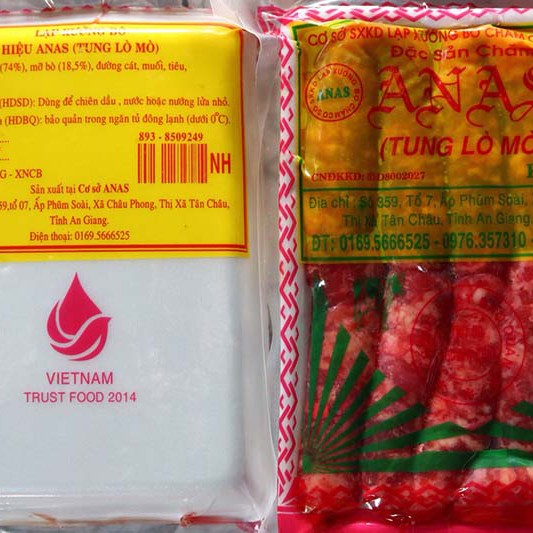 LẠP XƯỞNG BÒ
HIỆU ANAS (TUNG LÒ MÒ)
(74%), mỡ bò (18,5%), đường cát, muối, tiêu,
(HDSD): Dùng để chiên dầu , nước hoặc nướng lửa nhỏ.
(HDBQ): bảo quản trong ngăn tủ đông lạnh (dưới 0°C).
893 - 8509249
NH
G - XNCB
Sản xuất tại Cơ sở ANAS
359,tổ 07, Ấp Phũm Soài, Xã Châu Phong, Thị Xã Tân Châu,
Tỉnh An Giang.
Điện thoại: 0169.5666525
VIETNAM
TRUST FOOD 2014
CƠ SỞ SXKD LẠP XƯỞNG BÒ CHĂM
Đặc Sản Chăm
ANAS
ANAS
(TUNG LÒ MÒ
CNĐKKD:
Địa chỉ : Số 359, Tổ 7, Ấp Phũm Soài,
Thị Xã Tân Châu, Tỉnh An Giang
ĐT: 0169.5666525 - 0976.357310